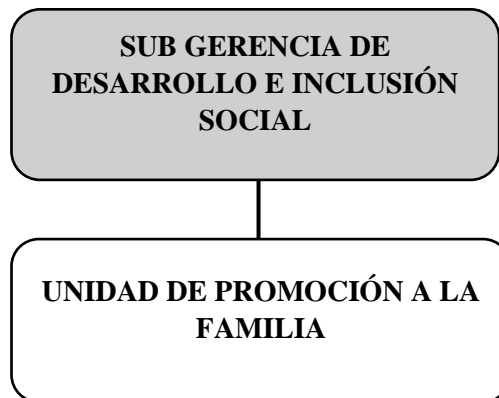 SUB GERENCIA DE
DESARROLLO E INCLUSIÓN
SOCIAL
UNIDAD DE PROMOCIÓN A LA
FAMILIA